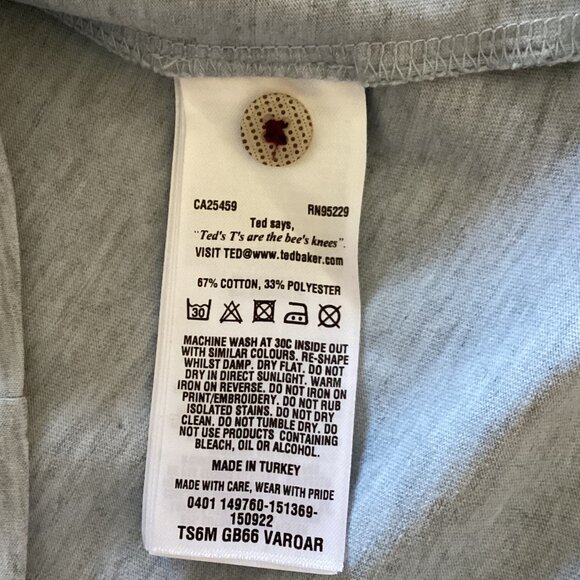 CA25459 RN95229
Ted says,
"Ted's T's are the bee's knees".
VISIT TED@www.tedbaker.com
67% COTTON, 33% POLYESTER
30
MACHINE WASH AT 30C INSIDE OUT
WITH SIMILAR COLOURS. RE-SHAPE
WHILST DAMP. DRY FLAT. DO NOT
DRY IN DIRECT SUNLIGHT. WARM
IRON ON REVERSE. DO NOT IRON ON
PRINT/EMBROIDERY. DO NOT RUB
ISOLATED STAINS. DO NOT DRY
CLEAN. DO NOT TUMBLE DRY. DO
NOT USE PRODUCTS CONTAINING
BLEACH, OIL OR ALCOHOL.
MADE IN TURKEY
MADE WITH CARE, WEAR WITH PRIDE
0401 149760-151369-
150922
TS6M GB66 VAROAR